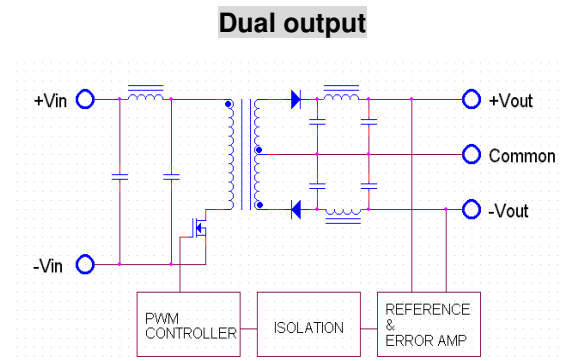 Dual output
+Vin
+Vout
Common
-Vout
-Vin
PWM
CONTROLLER
ISOLATION
REFERENCE
&
ERROR AMP